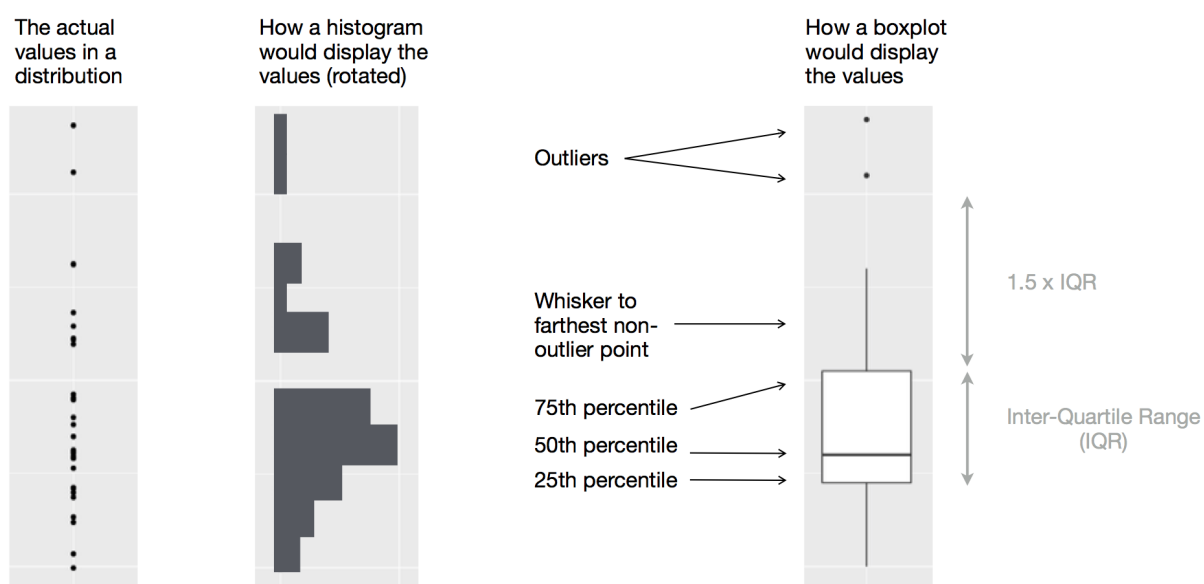 The actual
values in a
distribution
How a histogram
would display the
values (rotated)
How a boxplot
would display
the values
Outliers
1.5 x IQR
Whisker to
farthest non-
outlier point
75th percentile
50th percentile
25th percentile
Inter-Quartile Range
(IQR)